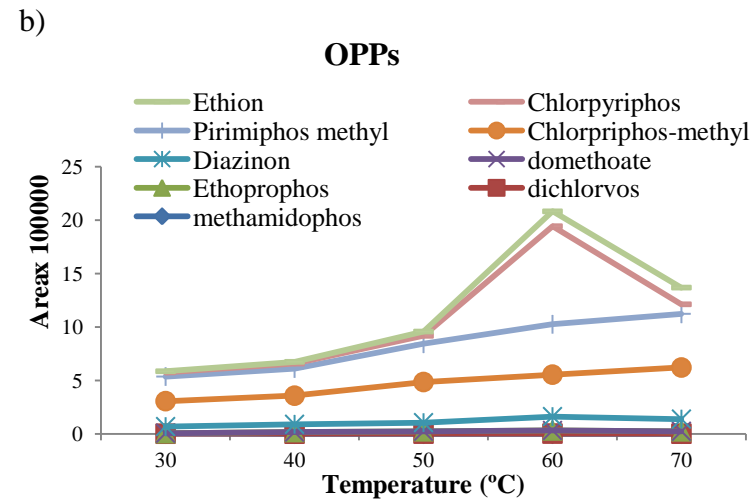 b)
OPPs
Ethion
Chlorpyriphos
Pirimiphos methyl
Chlorpriphos-methyl
Diazinon
domethoate
Ethoprophos
dichlorvos
methamidophos
Areax 100000
25
20
15
10
5
0
30 40 50 60 70
Temperature (ºC)